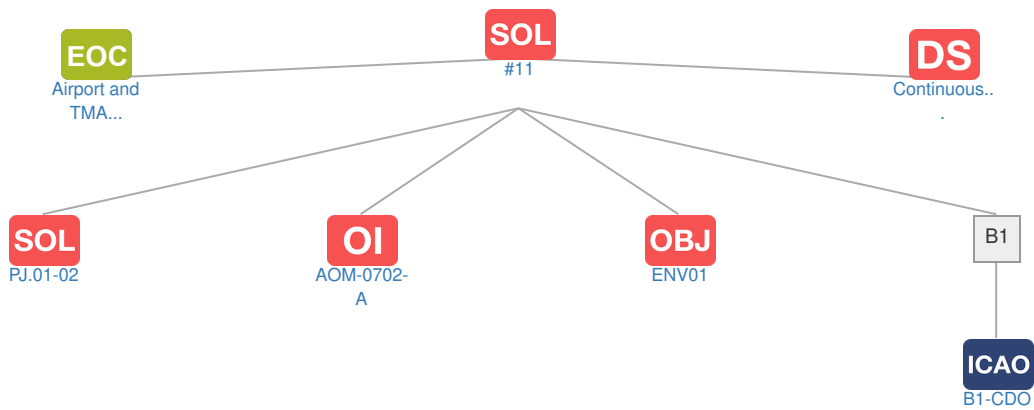 EOC
Airport and
TMA...
SOL
#11
DS
Continuous..
.
SOL
PJ.01-02
OI
AOM-0702-
A
OBJ
ENV01
B1
ICAO
B1-CDO